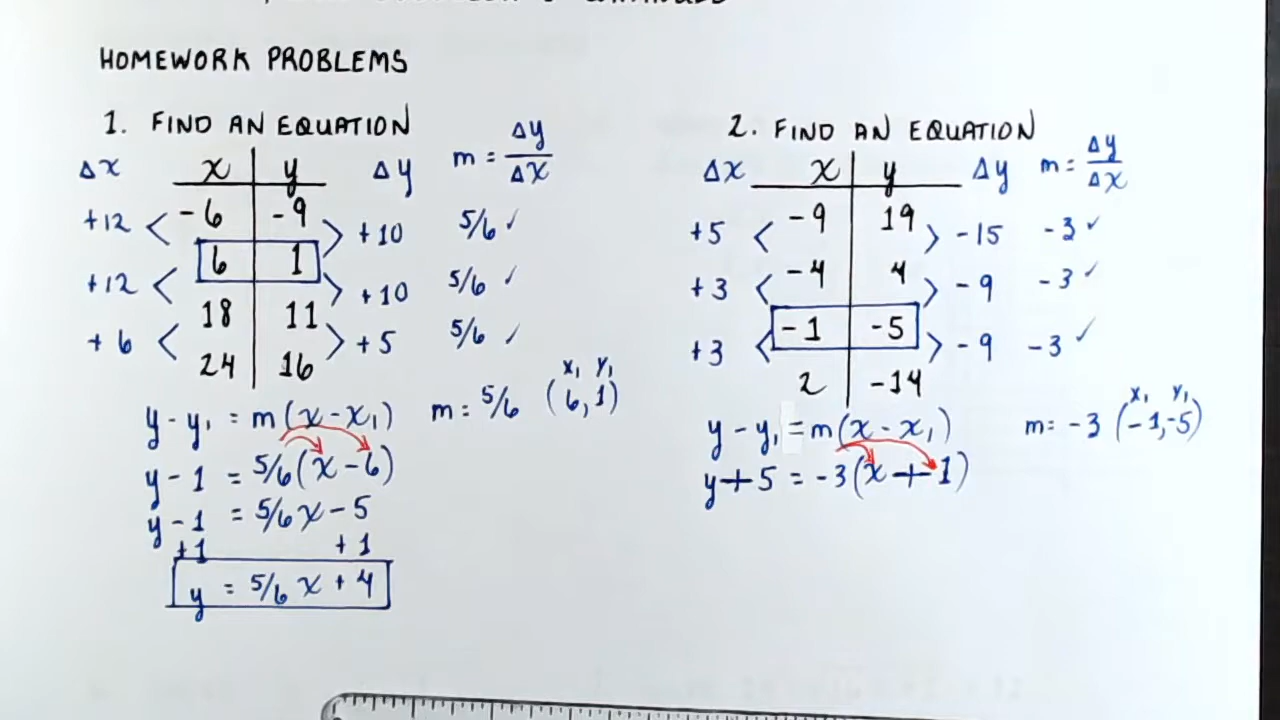 HOMEWORK PROBLEMS
1. FIND AN EQUATION
Δx x y Δy m = Δy/Δx
-6 -9
+12 < > +10 5/6 ✓
6 1
+12 < > +10 5/6 ✓
18 11
+6 < > +5 5/6 ✓
24 16
x₁ y₁
y - y₁ = m(x - x₁) m = 5/6 (6, 1)
y - 1 = 5/6(x - 6)
y - 1 = 5/6x - 5
+1 +1
y = 5/6 x + 4
2. FIND AN EQUATION
Δx x y Δy m = Δy/Δx
-9 19
+5 < > -15 -3 ✓
-4 4
+3 < > -9 -3 ✓
-1 -5
+3 < > -9 -3 ✓
2 -14
x₁ y₁
y - y₁ = m(x - x₁) m = -3 (-1, -5)
y + 5 = -3(x + 1)